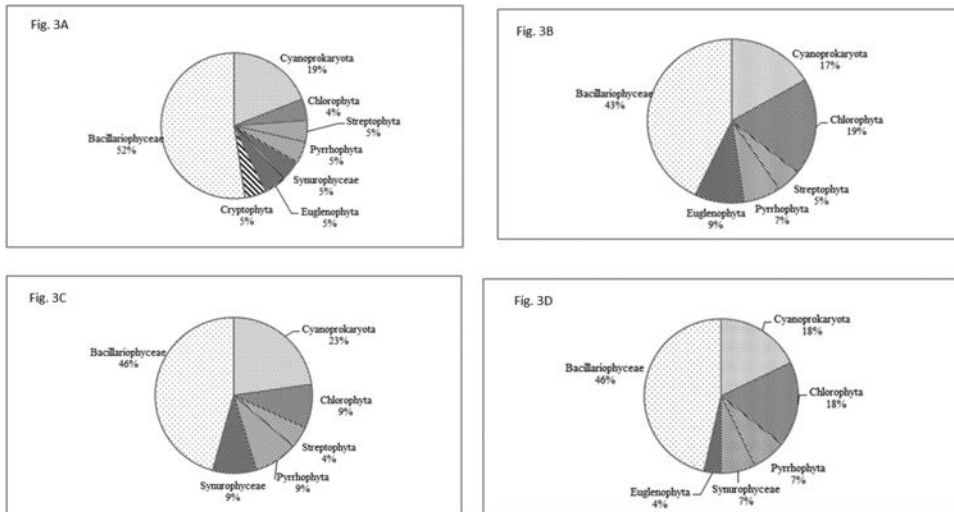 Fig. 3A
Cyanoprokaryota
19%
Chlorophyta
4%
Streptophyta
5%
Pyrrhophyta
5%
Synurophyceae
5%
Euglenophyta
5%
Cryptophyta
5%
Bacillariophyceae
52%
Fig. 3B
Cyanoprokaryota
17%
Chlorophyta
19%
Streptophyta
5%
Pyrrhophyta
7%
Euglenophyta
9%
Bacillariophyceae
43%
Fig. 3C
Cyanoprokaryota
23%
Chlorophyta
9%
Streptophyta
4%
Pyrrhophyta
9%
Synurophyceae
9%
Bacillariophyceae
46%
Fig. 3D
Cyanoprokaryota
18%
Chlorophyta
18%
Pyrrhophyta
7%
Synurophyceae
7%
Euglenophyta
4%
Bacillariophyceae
46%